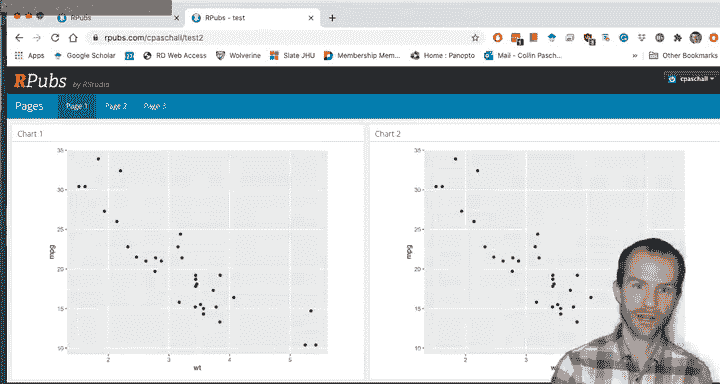 RPubs
RPubs - test
rpubs.com/cpaschall/test2
Apps Google Scholar RD Web Access Wolverine Slate JHU Membership Mem... Home : Panopto Mail - Collin Pasch... » Other Bookmarks
RPubs by RStudio cpaschall
Pages Page 1 Page 2 Page 3
Chart 1
Chart 2
35
30
25
20
15
10
mpg
2 3 4 5
wt
35
30
25
20
15
10
mpg
2 3